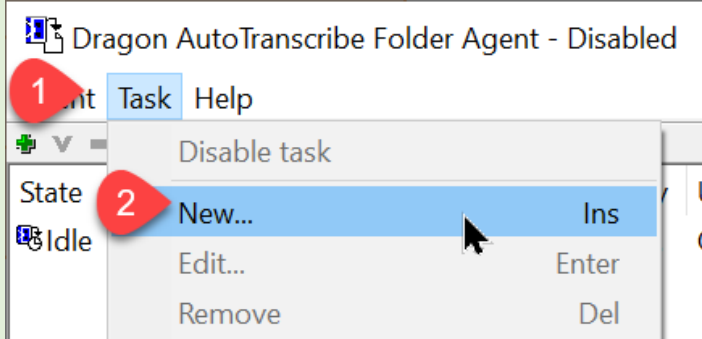 Dragon AutoTranscribe Folder Agent - Disabled
1 Task Help
Disable task
State
2 New... Ins
Idle
Edit... Enter
Remove Del